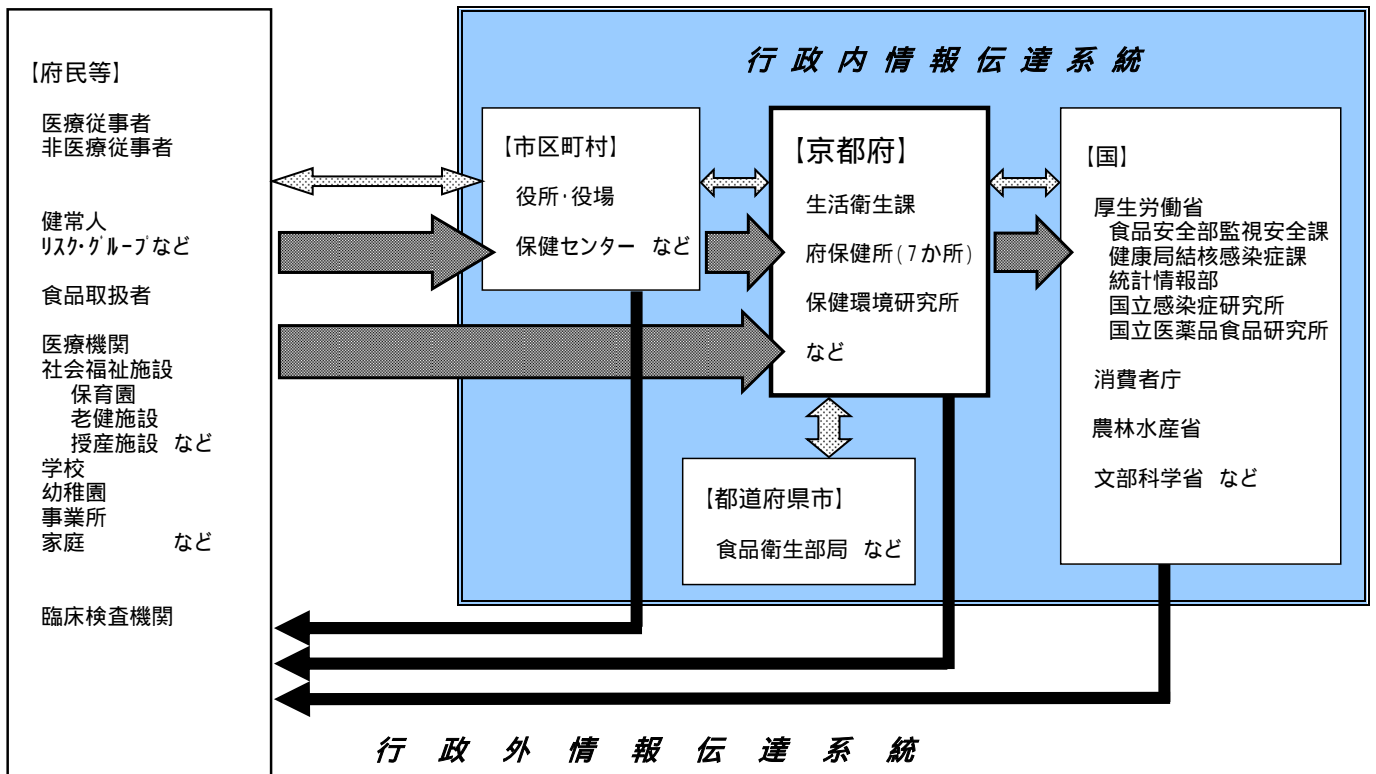 【府民等】
医療従事者
非医療従事者
健常人
ﾘｽｸ･ｸﾞﾙｰﾌﾟなど
食品取扱者
医療機関
社会福祉施設
保育園
老健施設
授産施設 など
学校
幼稚園
事業所
家庭 など
臨床検査機関
行政内情報伝達系統
【市区町村】
役所･役場
保健センター など
【京都府】
生活衛生課
府保健所(７か所)
保健環境研究所
など
【国】
厚生労働省
食品安全部監視安全課
健康局結核感染症課
統計情報部
国立感染症研究所
国立医薬品食品研究所
消費者庁
農林水産省
文部科学省 など
【都道府県市】
食品衛生部局 など
行政外情報伝達系統